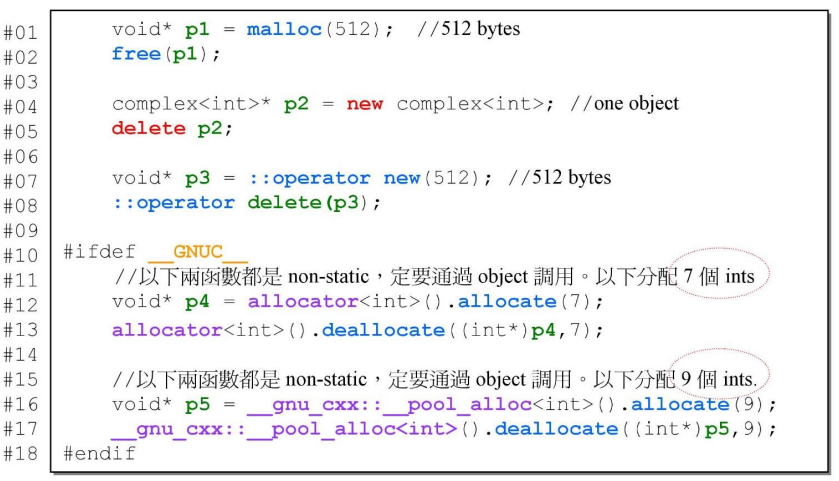 #01 void* p1 = malloc(512); //512 bytes
#02 free(p1);
#03
#04 complex<int>* p2 = new complex<int>; //one object
#05 delete p2;
#06
#07 void* p3 = ::operator new(512); //512 bytes
#08 ::operator delete(p3);
#09
#10 #ifdef __GNUC__
#11 //以下兩函數都是 non-static，定要通過 object 調用。以下分配 7 個 ints
#12 void* p4 = allocator<int>().allocate(7);
#13 allocator<int>().deallocate((int*)p4,7);
#14
#15 //以下兩函數都是 non-static，定要通過 object 調用。以下分配 9 個 ints.
#16 void* p5 = __gnu_cxx::__pool_alloc<int>().allocate(9);
#17 __gnu_cxx::__pool_alloc<int>().deallocate((int*)p5,9);
#18 #endif